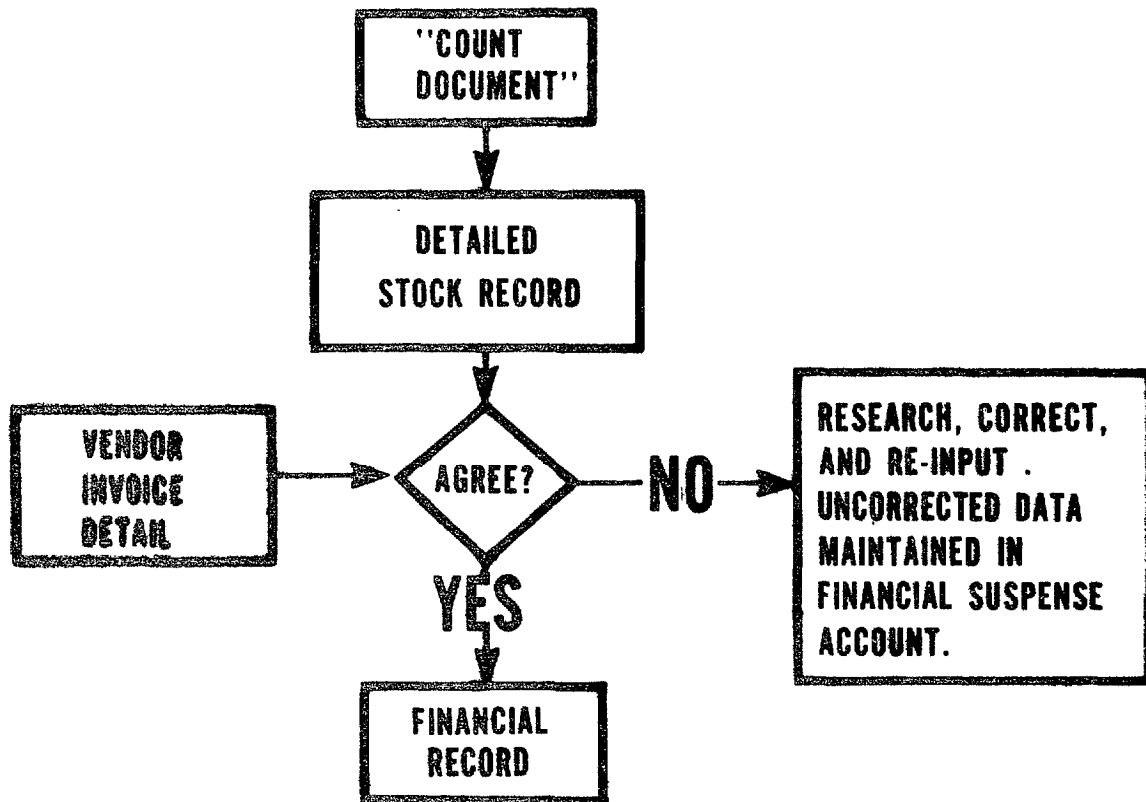 "COUNT
DOCUMENT"
DETAILED
STOCK RECORD
VENDOR
INVOICE
DETAIL
AGREE?
NO
RESEARCH, CORRECT,
AND RE-INPUT .
UNCORRECTED DATA
MAINTAINED IN
FINANCIAL SUSPENSE
ACCOUNT.
YES
FINANCIAL
RECORD